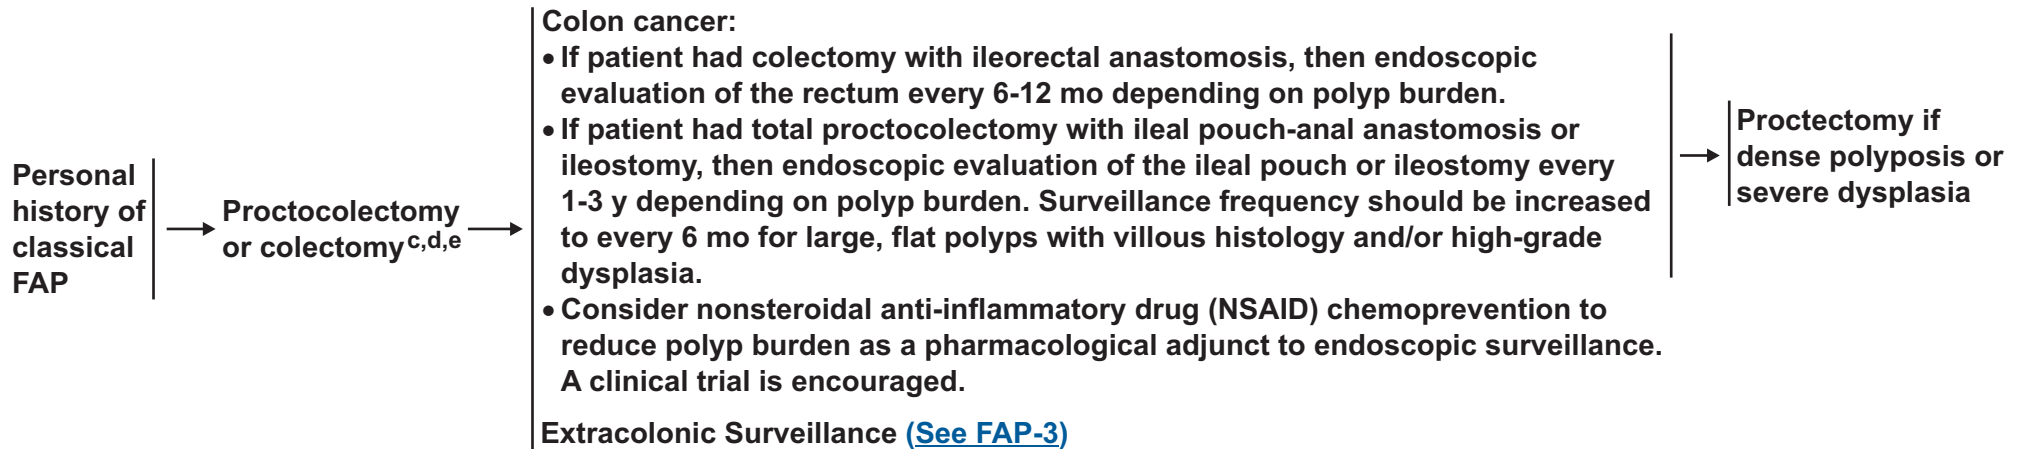 Personal
history of
classical
FAP
Proctocolectomy
or colectomy c,d,e
Colon cancer:
• If patient had colectomy with ileorectal anastomosis, then endoscopic
evaluation of the rectum every 6-12 mo depending on polyp burden.
• If patient had total proctocolectomy with ileal pouch-anal anastomosis or
ileostomy, then endoscopic evaluation of the ileal pouch or ileostomy every
1-3 y depending on polyp burden. Surveillance frequency should be increased
to every 6 mo for large, flat polyps with villous histology and/or high-grade
dysplasia.
• Consider nonsteroidal anti-inflammatory drug (NSAID) chemoprevention to
reduce polyp burden as a pharmacological adjunct to endoscopic surveillance.
A clinical trial is encouraged.
Extracolonic Surveillance (See FAP-3)
Proctectomy if
dense polyposis or
severe dysplasia